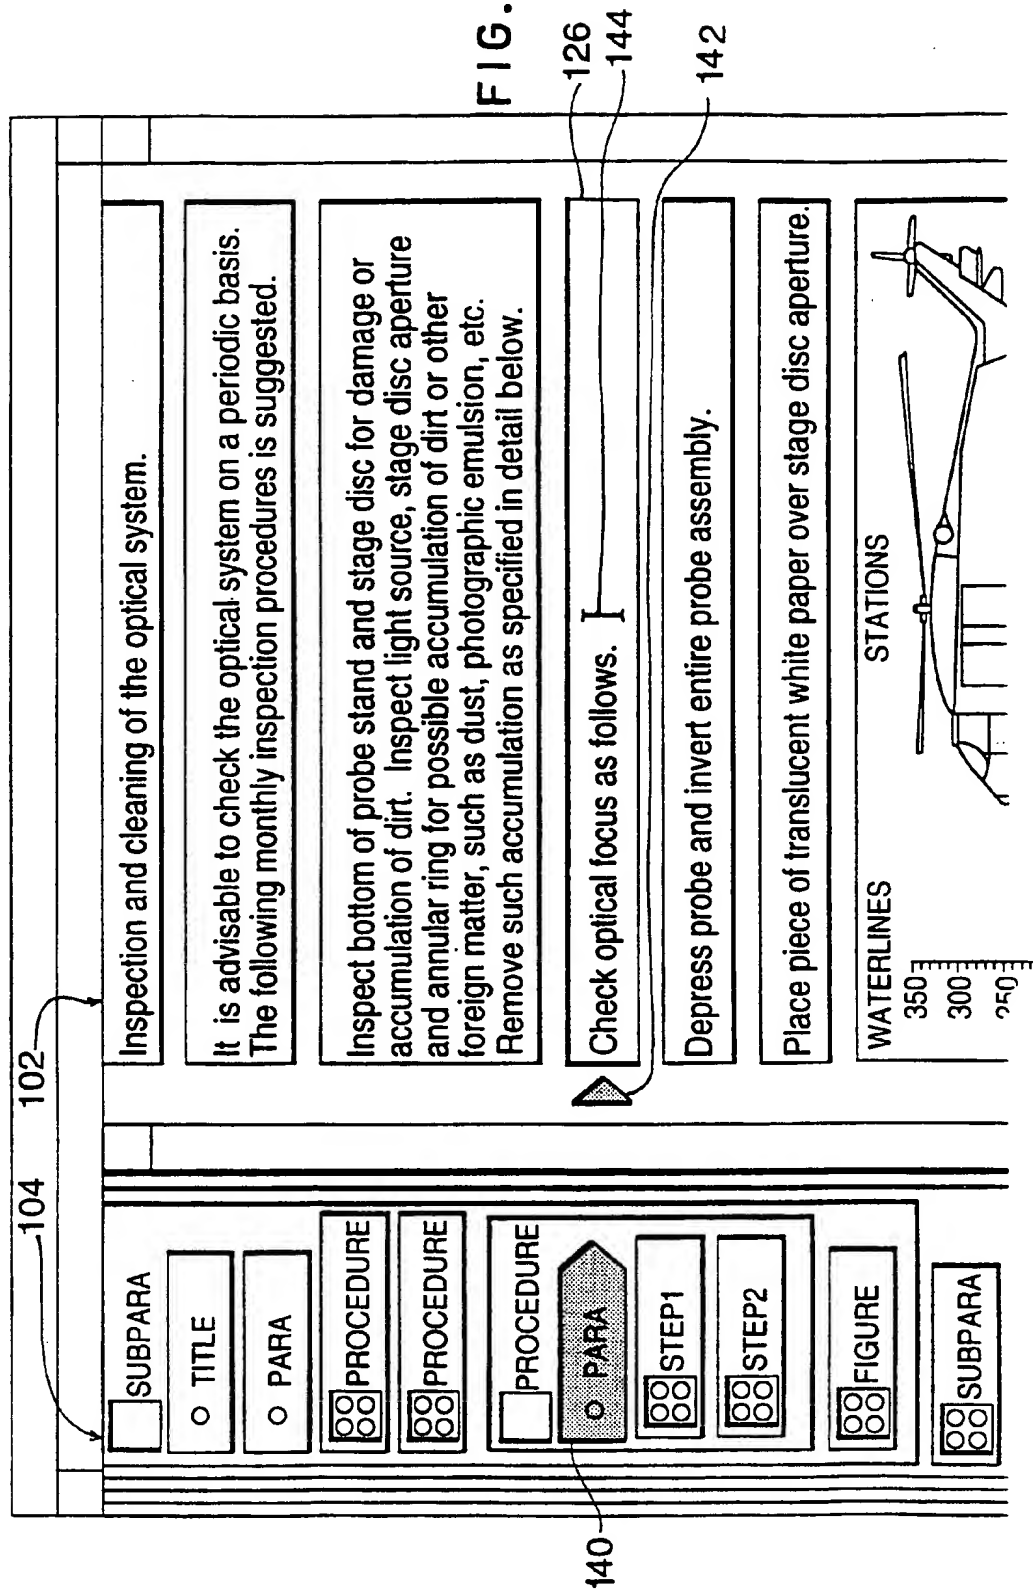 FIG.
104
102
SUBPARA
TITLE
PARA
PROCEDURE
PROCEDURE
PROCEDURE
PARA
STEP1
STEP2
FIGURE
SUBPARA
140
Inspection and cleaning of the optical system.
It is advisable to check the optical system on a periodic basis.
The following monthly inspection procedures is suggested.
Inspect bottom of probe stand and stage disc for damage or
accumulation of dirt. Inspect light source, stage disc aperture
and annular ring for possible accumulation of dirt or other
foreign matter, such as dust, photographic emulsion, etc.
Remove such accumulation as specified in detail below.
Check optical focus as follows.
Depress probe and invert entire probe assembly.
Place piece of translucent white paper over stage disc aperture.
WATERLINES
STATIONS
350
300
250
126
144
142